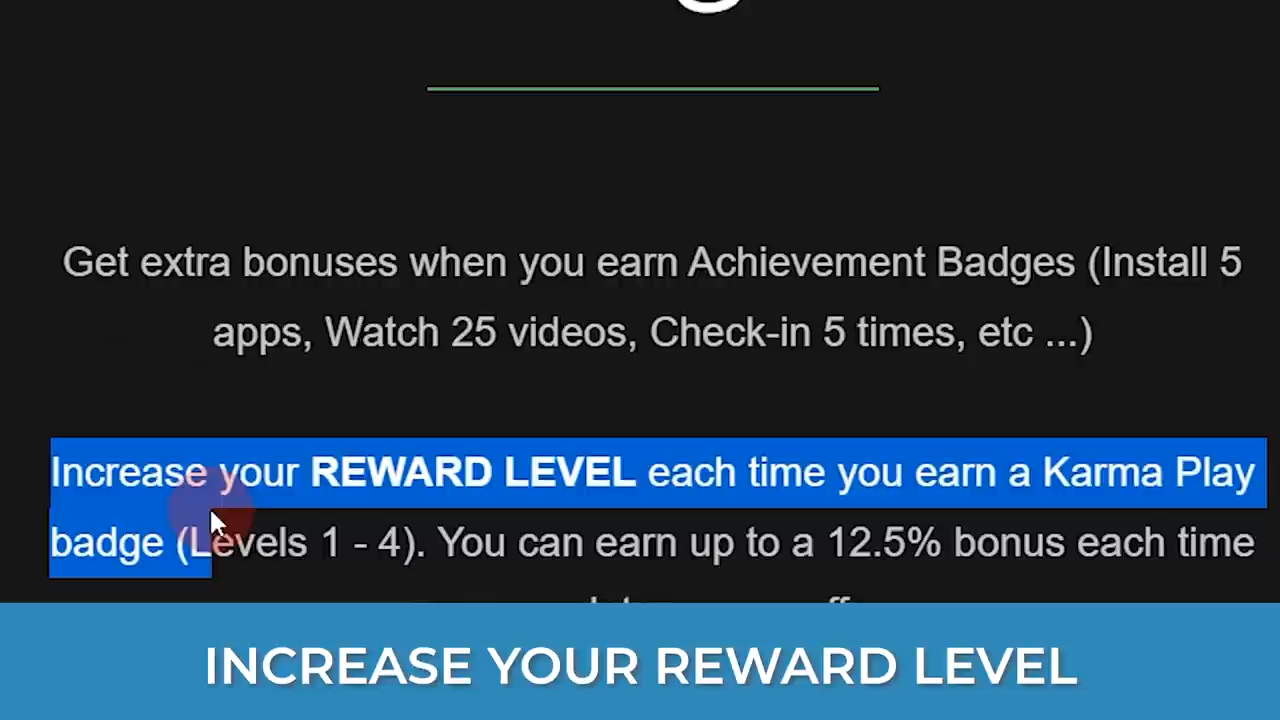 Get extra bonuses when you earn Achievement Badges (Install 5
apps, Watch 25 videos, Check-in 5 times, etc ...)
Increase your REWARD LEVEL each time you earn a Karma Play
badge (Levels 1 - 4). You can earn up to a 12.5% bonus each time
INCREASE YOUR REWARD LEVEL